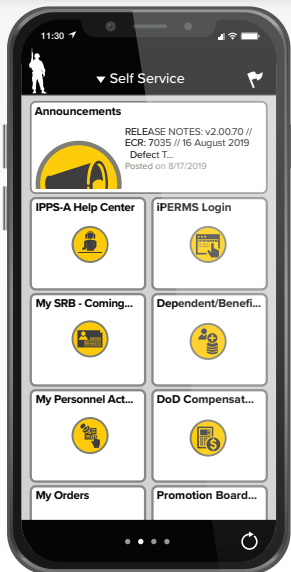 11:30
Self Service
Announcements
RELEASE NOTES: v2.00.70 //
ECR: 7035 // 16 August 2019
Defect T...
Posted on 8/17/2019
IPPS-A Help Center
iPERMS Login
My SRB - Coming...
Dependent/Benefi...
My Personnel Act...
DoD Compensat...
My Orders
Promotion Board...